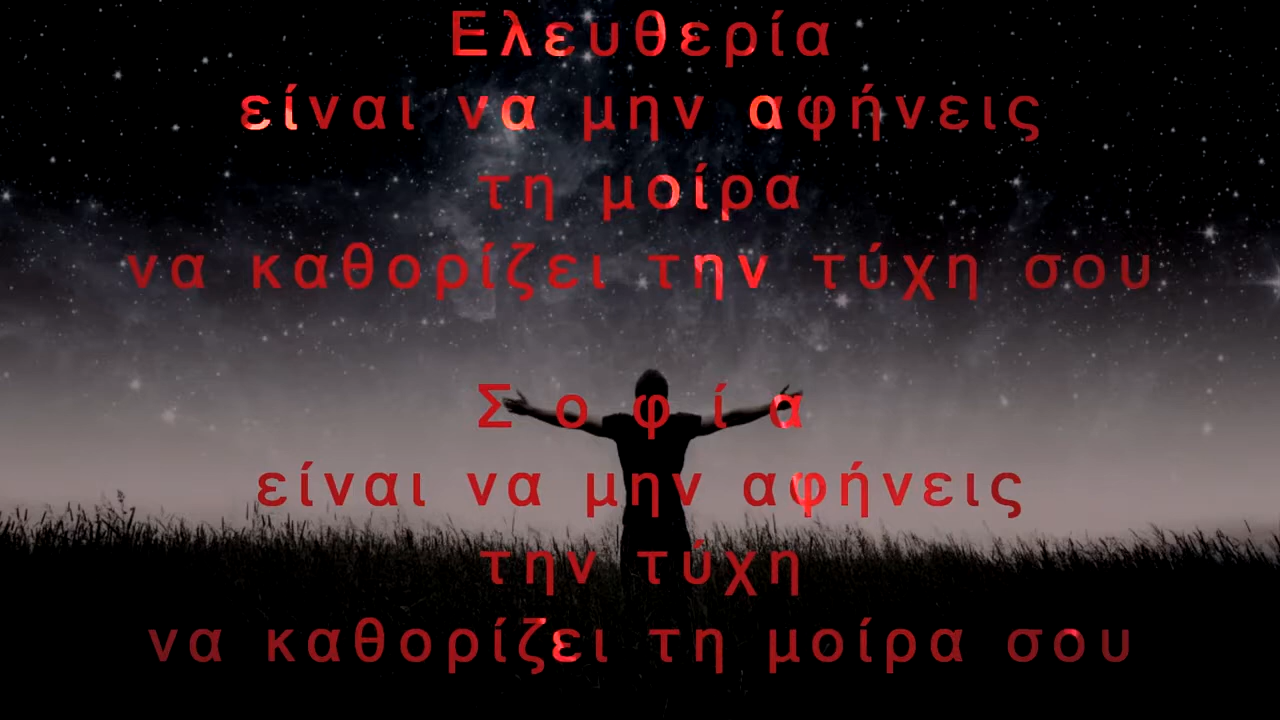 Ελευθερία
είναι να μην αφήνεις
τη μοίρα
να καθορίζει την τύχη σου
Σοφία
είναι να μην αφήνεις
την τύχη
να καθορίζει τη μοίρα σου